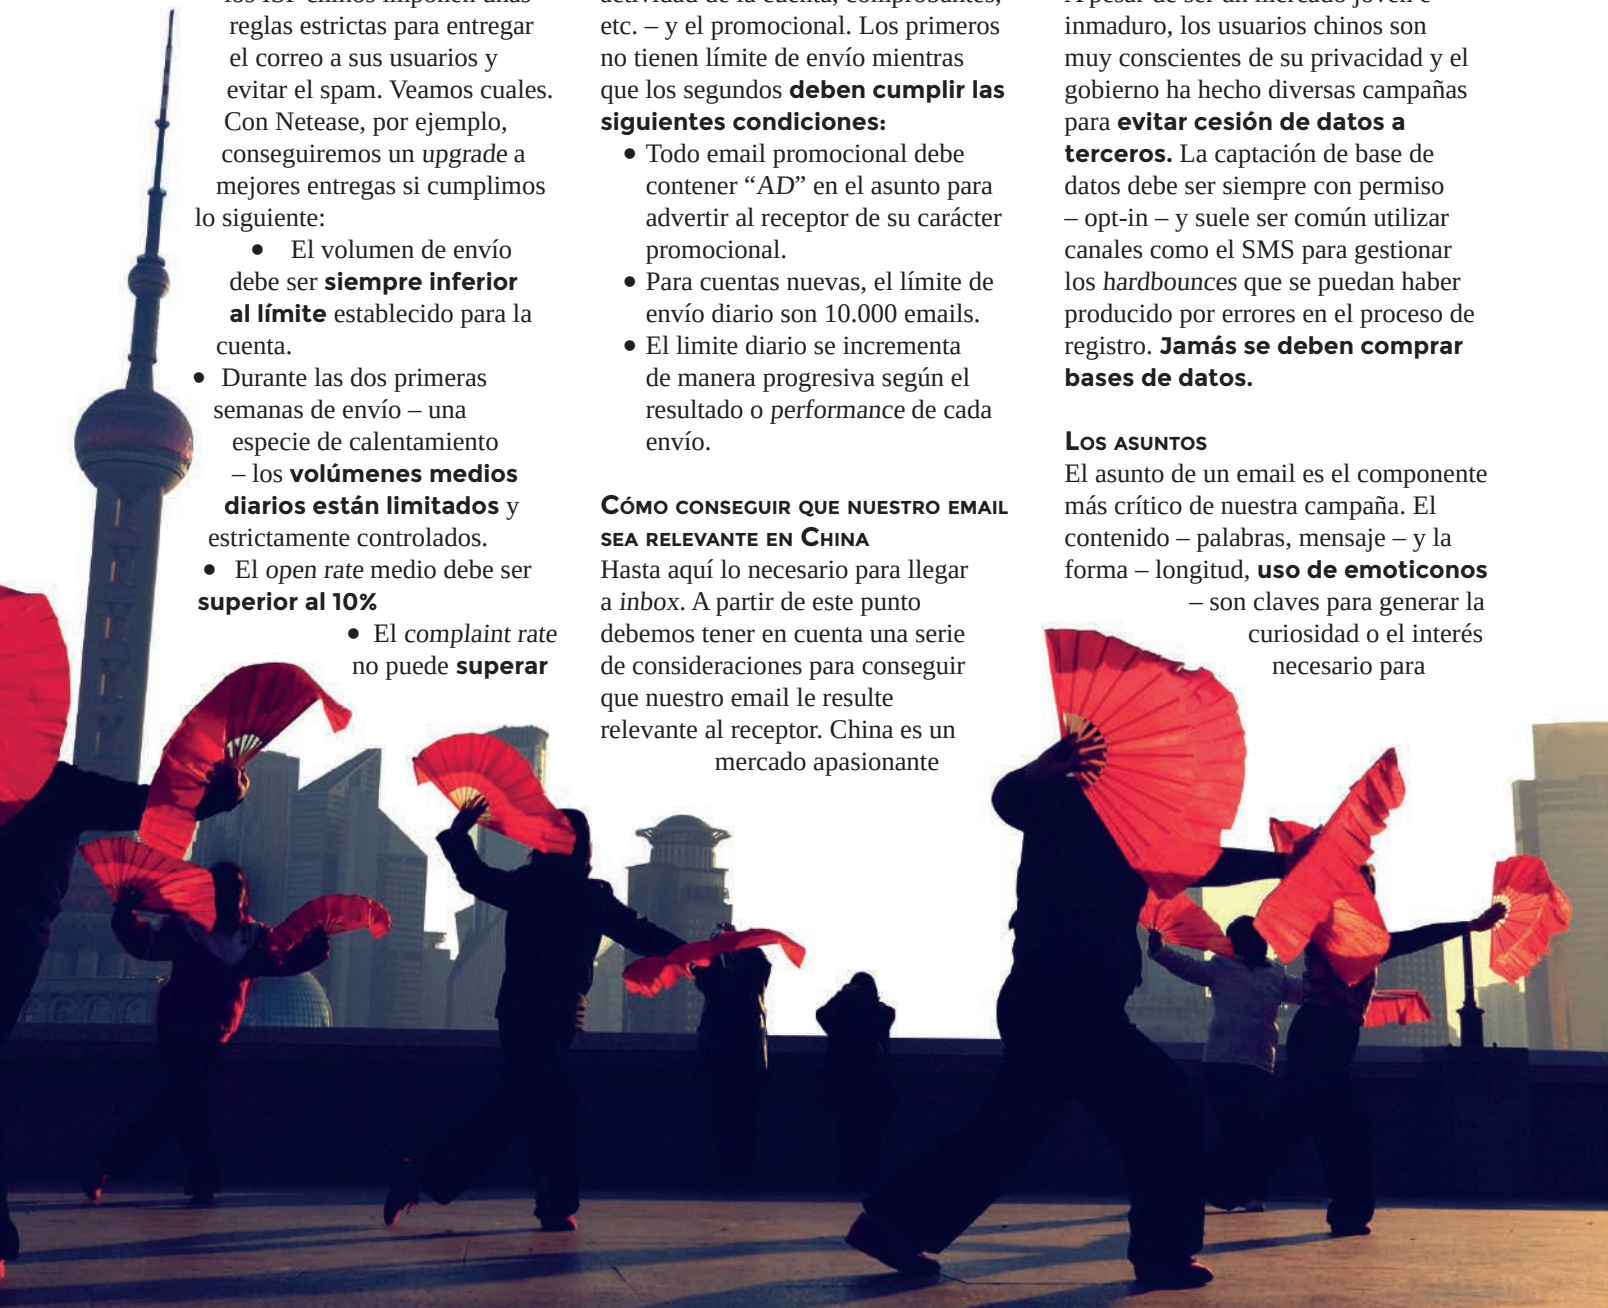 reglas estrictas para entregar
el correo a sus usuarios y
evitar el spam. Veamos cuales.
Con Netease, por ejemplo,
conseguiremos un upgrade a
mejores entregas si cumplimos
lo siguiente:
• El volumen de envío
debe ser siempre inferior
al límite establecido para la
cuenta.
• Durante las dos primeras
semanas de envío – una
especie de calentamiento
– los volúmenes medios
diarios están limitados y
estrictamente controlados.
• El open rate medio debe ser
superior al 10%
• El complaint rate
no puede superar
etc. – y el promocional. Los primeros
no tienen límite de envío mientras
que los segundos deben cumplir las
siguientes condiciones:
• Todo email promocional debe
contener “AD” en el asunto para
advertir al receptor de su carácter
promocional.
• Para cuentas nuevas, el límite de
envío diario son 10.000 emails.
• El limite diario se incrementa
de manera progresiva según el
resultado o performance de cada
envío.
Cómo conseguir que nuestro email
sea relevante en China
Hasta aquí lo necesario para llegar
a inbox. A partir de este punto
debemos tener en cuenta una serie
de consideraciones para conseguir
que nuestro email le resulte
relevante al receptor. China es un
mercado apasionante
inmaduro, los usuarios chinos son
muy conscientes de su privacidad y el
gobierno ha hecho diversas campañas
para evitar cesión de datos a
terceros. La captación de base de
datos debe ser siempre con permiso
– opt-in – y suele ser común utilizar
canales como el SMS para gestionar
los hardbounces que se puedan haber
producido por errores en el proceso de
registro. Jamás se deben comprar
bases de datos.
Los asuntos
El asunto de un email es el componente
más crítico de nuestra campaña. El
contenido – palabras, mensaje – y la
forma – longitud, uso de emoticonos
– son claves para generar la
curiosidad o el interés
necesario para